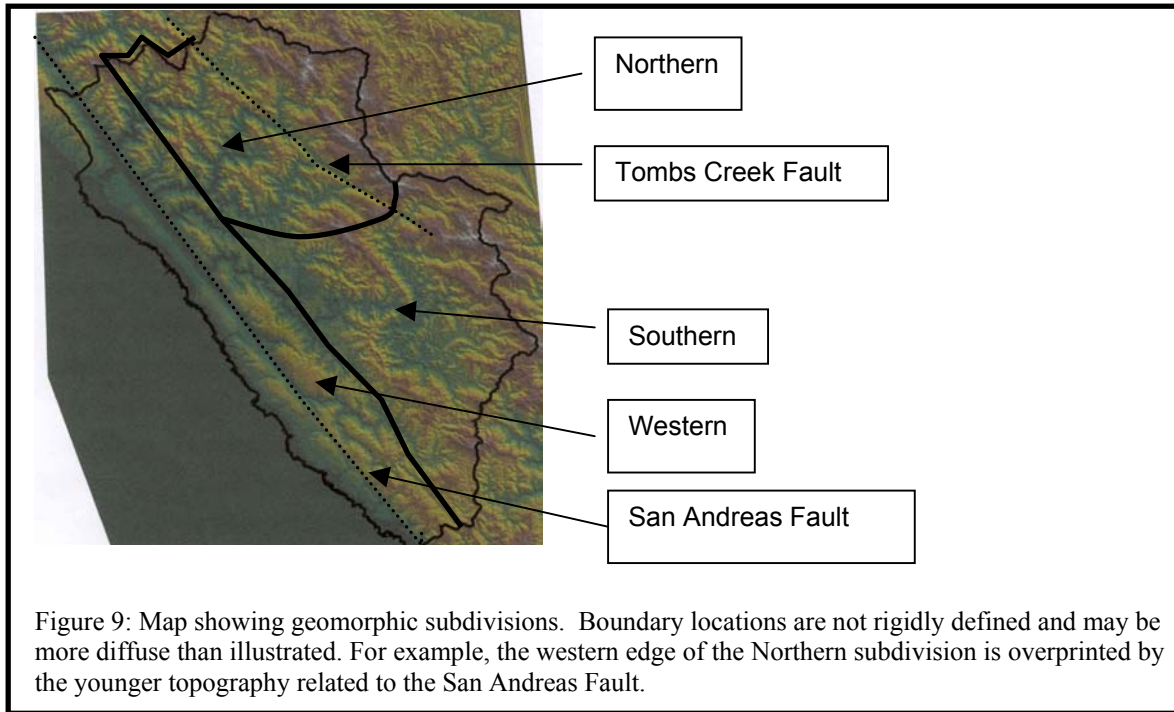 Northern
Tombs Creek Fault
Southern
Western
San Andreas Fault
Figure 9: Map showing geomorphic subdivisions.  Boundary locations are not rigidly defined and may be
more diffuse than illustrated. For example, the western edge of the Northern subdivision is overprinted by
the younger topography related to the San Andreas Fault.